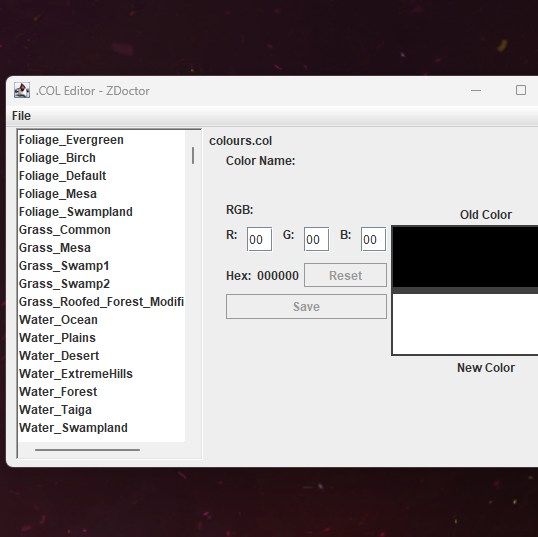 .COL Editor - ZDoctor
File
Foliage_Evergreen
Foliage_Birch
Foliage_Default
Foliage_Mesa
Foliage_Swampland
Grass_Common
Grass_Mesa
Grass_Swamp1
Grass_Swamp2
Grass_Roofed_Forest_Modifi
Water_Ocean
Water_Plains
Water_Desert
Water_ExtremeHills
Water_Forest
Water_Taiga
Water_Swampland
colours.col
Color Name:
RGB:
R: 00 G: 00 B: 00
Hex: 000000 Reset
Save
Old Color
New Color